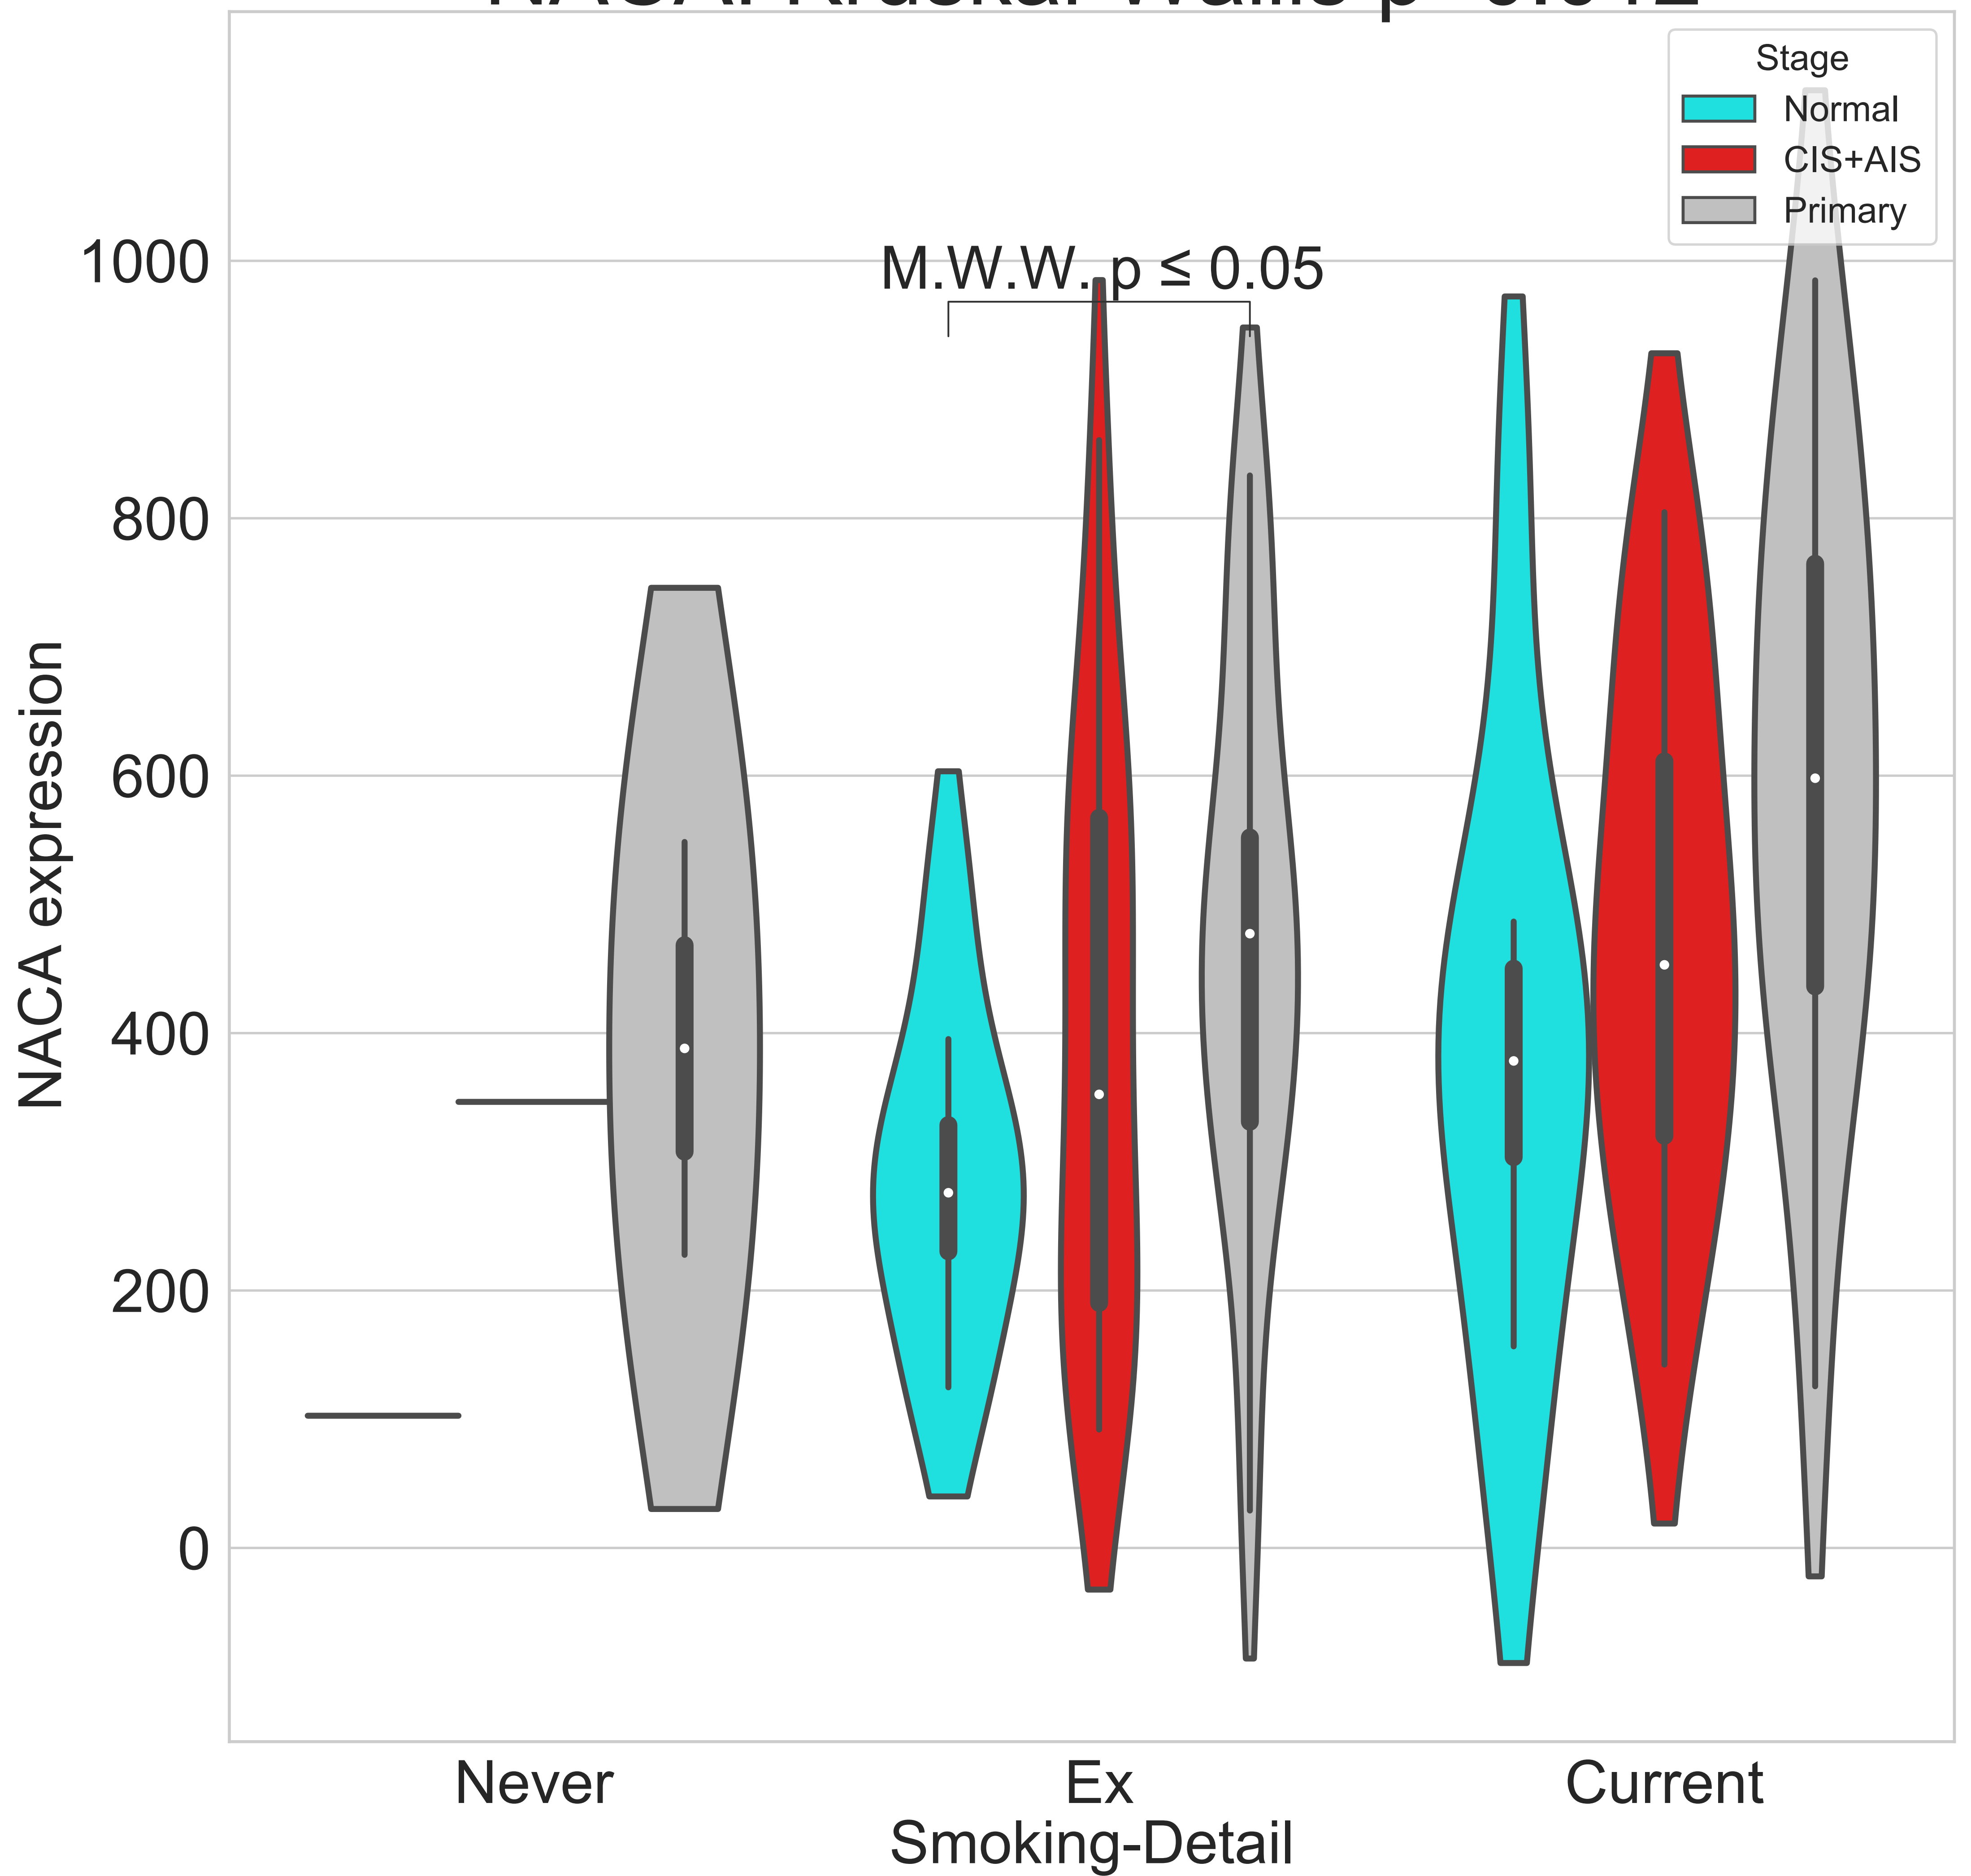 Stage
Normal
CIS+AIS
Primary
M.W.W. p ≤ 0.05
1000
800
600
400
200
0
NACA expression
Never
Ex
Current
Smoking-Detail